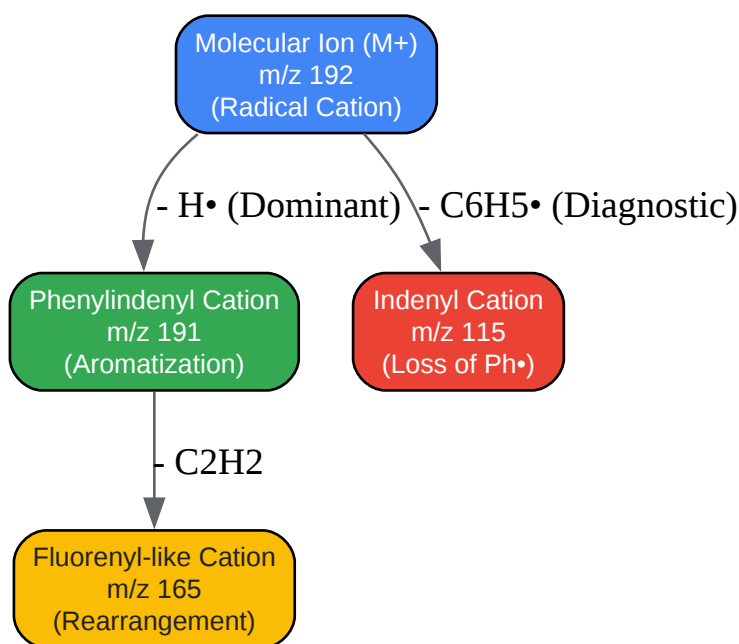 Molecular Ion (M+)
m/z 192
(Radical Cation)
- H• (Dominant)
- C6H5• (Diagnostic)
Phenylindenyl Cation
m/z 191
(Aromatization)
Indenyl Cation
m/z 115
(Loss of Ph•)
- C2H2
Fluorenyl-like Cation
m/z 165
(Rearrangement)